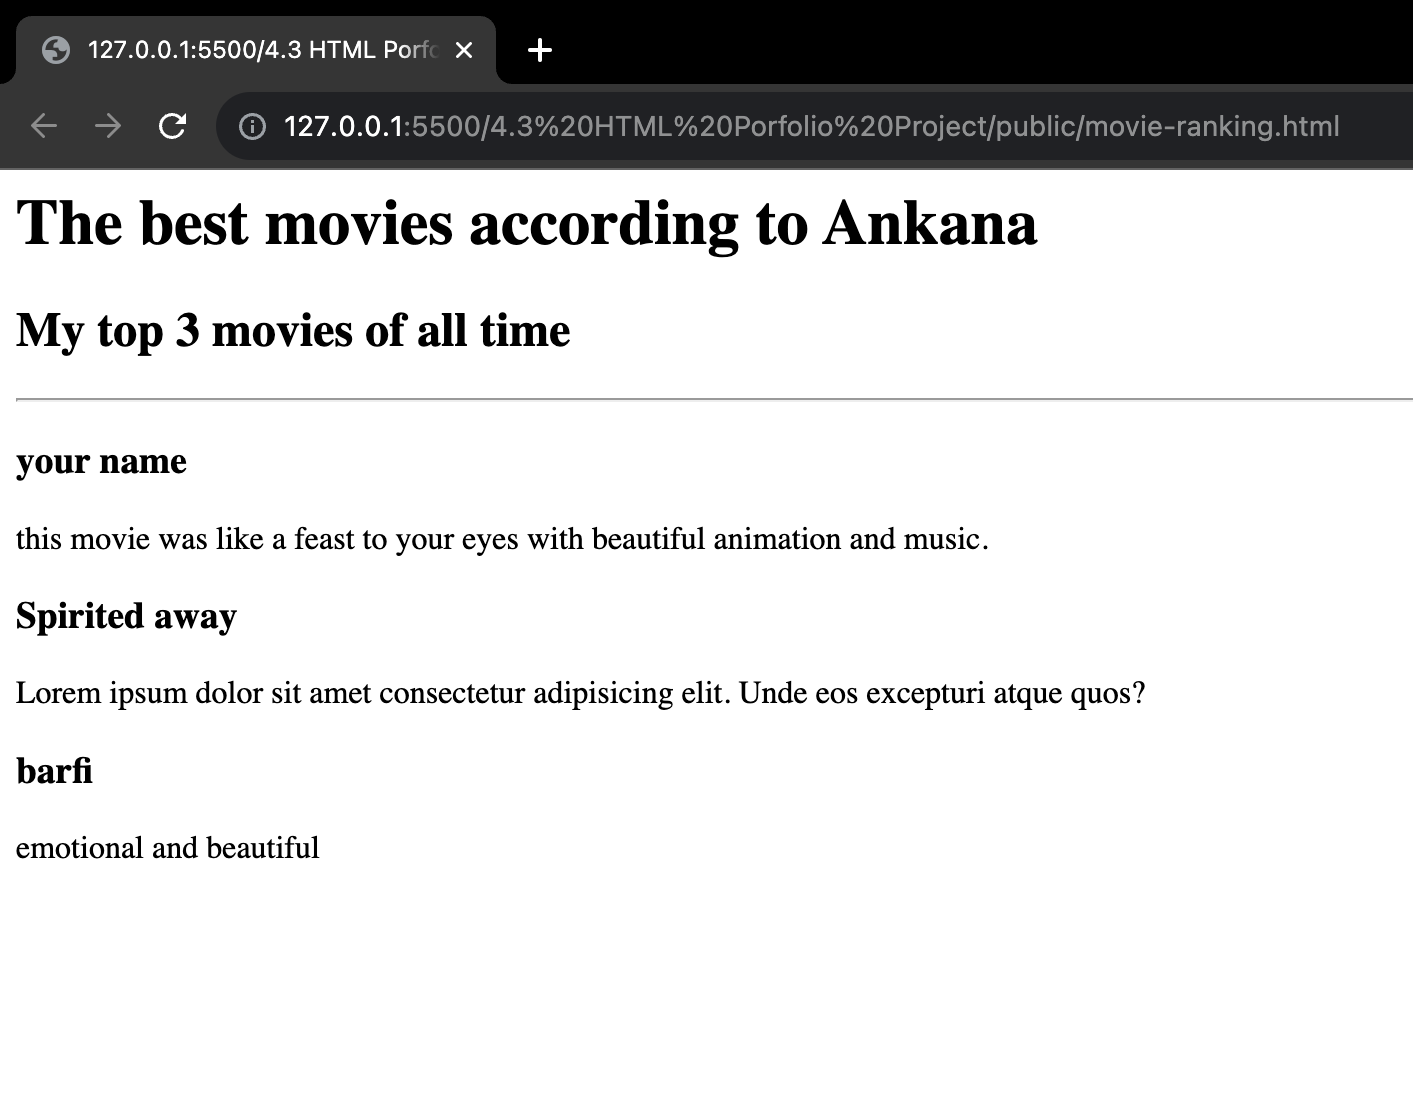 127.0.0.1:5500/4.3 HTML Porfo
127.0.0.1:5500/4.3%20HTML%20Porfolio%20Project/public/movie-ranking.html
The best movies according to Ankana
My top 3 movies of all time
your name
this movie was like a feast to your eyes with beautiful animation and music.
Spirited away
Lorem ipsum dolor sit amet consectetur adipisicing elit. Unde eos excepturi atque quos?
barfi
emotional and beautiful